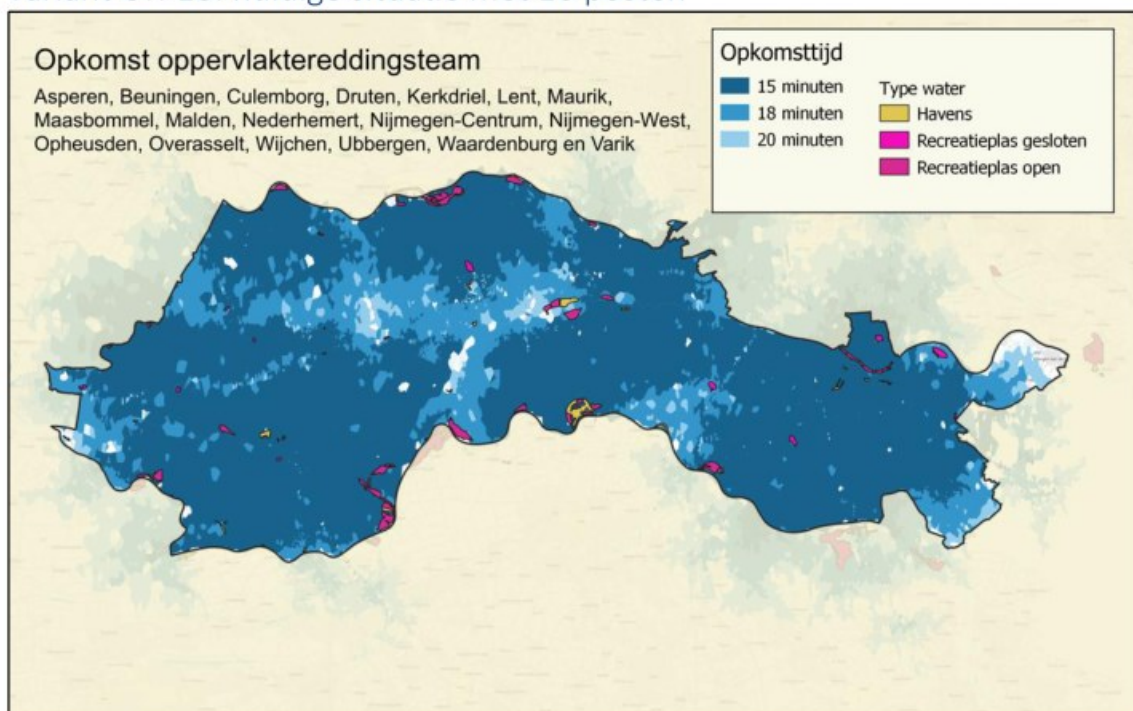 Opkomst oppervlaktereddingsteam
Asperen, Beuningen, Culemborg, Druten, Kerkdriel, Lent, Maurik,
Maasbommel, Malden, Nederhemert, Nijmegen-Centrum, Nijmegen-West,
Opheusden, Overasselt, Wijchen, Ubbergen, Waardenburg en Varik
Opkomsttijd
15 minuten
18 minuten
20 minuten
Type water
Havens
Recreatieplas gesloten
Recreatieplas open